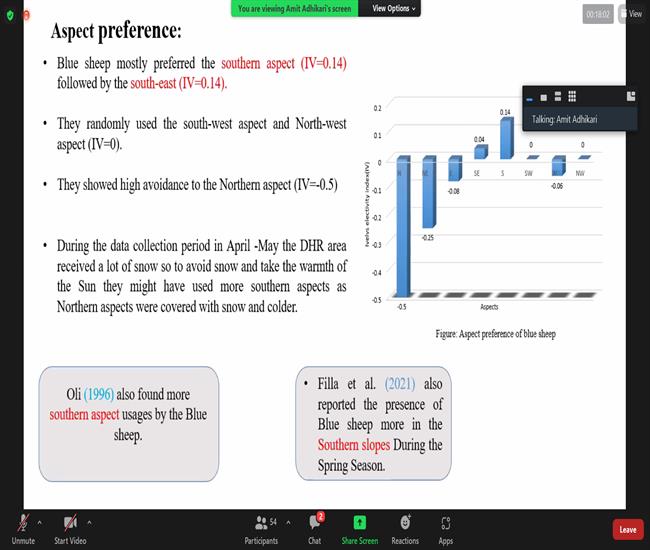 You are viewing Amit Adhikari's screen
View Options
00:18:02
View
Aspect preference:
• Blue sheep mostly preferred the southern aspect (IV=0.14)
followed by the south-east (IV=0.14).
• They randomly used the south-west aspect and North-west
aspect (IV=0).
• They showed high avoidance to the Northern aspect (IV=-0.5)
• During the data collection period in April -May the DHR area
received a lot of snow so to avoid snow and take the warmth of
the Sun they might have used more southern aspects as
Northern aspects were covered with snow and colder.
Talking: Amit Adhikari
Ivelvs electivity index(IV)
0.2
0.1
0
-0.1
-0.2
-0.3
-0.4
-0.5
N NE E SE S SW W NW
-0.5
-0.25
-0.08
0.04
0.14
0
-0.06
0
Aspects
Figure: Aspect preference of blue sheep
Oli (1996) also found more
southern aspect usages by the Blue
sheep.
• Filla et al. (2021) also
reported the presence of
Blue sheep more in the
Southern slopes During the
Spring Season.
Unmute
Start Video
54
Participants
2
Chat
Share Screen
Reactions
Apps
Leave